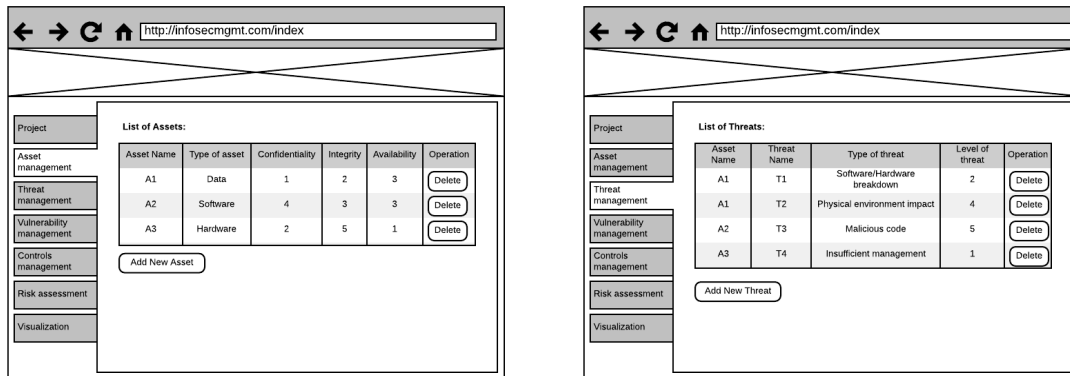 http://infosecmgmt.com/index
Project
Asset
management
Threat
management
Vulnerability
management
Controls
management
Risk assessment
Visualization
List of Assets:
Asset Name Type of asset Confidentiality Integrity Availability Operation
A1 Data 1 2 3 Delete
A2 Software 4 3 3 Delete
A3 Hardware 2 5 1 Delete
Add New Asset
http://infosecmgmt.com/index
Project
Asset
management
Threat
management
Vulnerability
management
Controls
management
Risk assessment
Visualization
List of Threats:
Asset Name Threat Name Type of threat Level of threat Operation
A1 T1 Software/Hardware breakdown 2 Delete
A1 T2 Physical environment impact 4 Delete
A2 T3 Malicious code 5 Delete
A3 T4 Insufficient management 1 Delete
Add New Threat